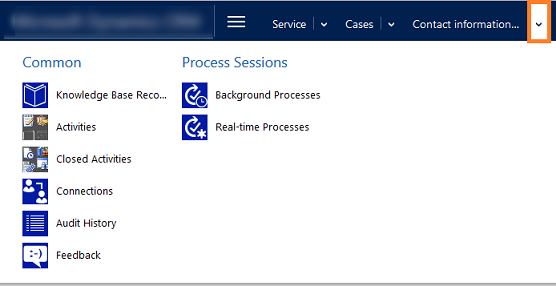 Service Cases Contact information...
Common Process Sessions
Knowledge Base Reco... Background Processes
Activities Real-time Processes
Closed Activities
Connections
Audit History
Feedback